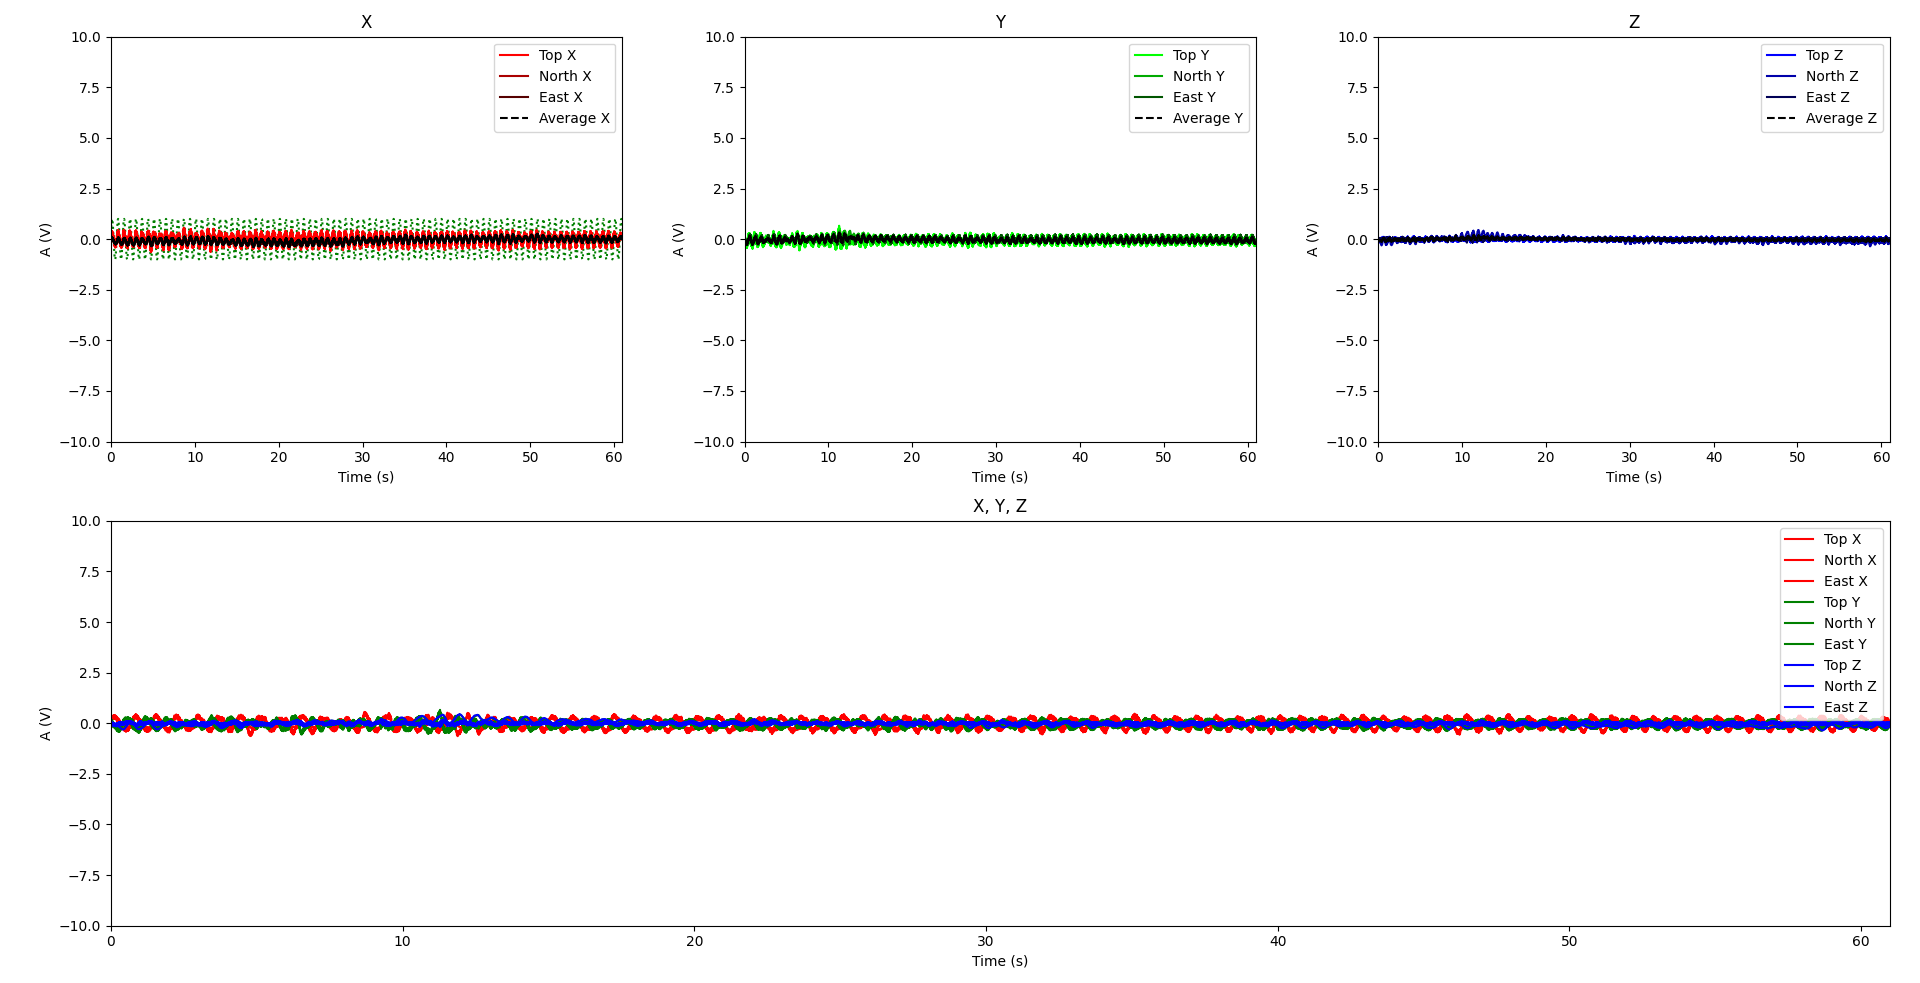 X
10.0
7.5
5.0
2.5
0.0
−2.5
−5.0
−7.5
−10.0
A (V)
0 10 20 30 40 50 60
Time (s)
Top X
North X
East X
Average X
Y
10.0
7.5
5.0
2.5
0.0
−2.5
−5.0
−7.5
−10.0
A (V)
0 10 20 30 40 50 60
Time (s)
Top Y
North Y
East Y
Average Y
Z
10.0
7.5
5.0
2.5
0.0
−2.5
−5.0
−7.5
−10.0
A (V)
0 10 20 30 40 50 60
Time (s)
Top Z
North Z
East Z
Average Z
X, Y, Z
10.0
7.5
5.0
2.5
0.0
−2.5
−5.0
−7.5
−10.0
A (V)
0 10 20 30 40 50 60
Time (s)
Top X
North X
East X
Top Y
North Y
East Y
Top Z
North Z
East Z